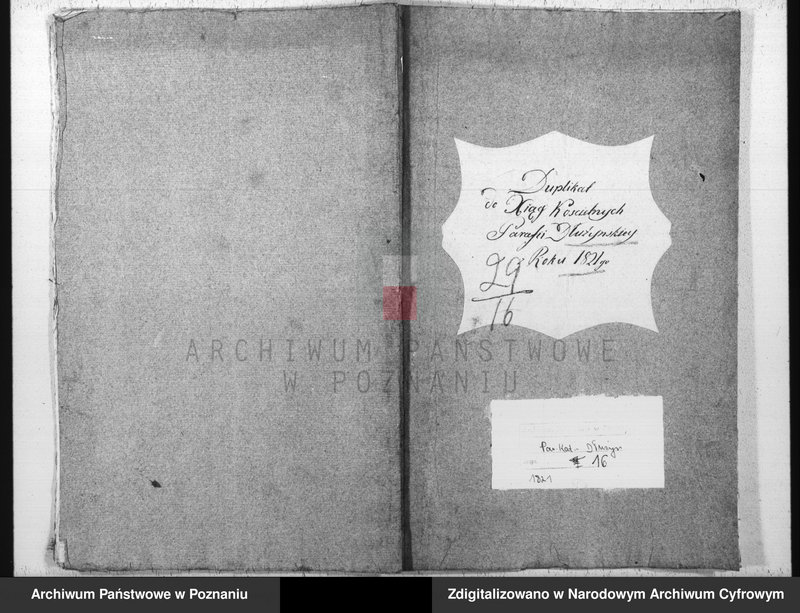 Duplikat
do Xiąg Kościelnych
Parafii Dłużynskiey
Roku 1821go
29
16
ARCHIWUM PAŃSTWOWE
W POZNANIU
Par. Kat. - Dłużyn
16
1821
Archiwum Państwowe w Poznaniu
Zdigitalizowano w Narodowym Archiwum Cyfrowym